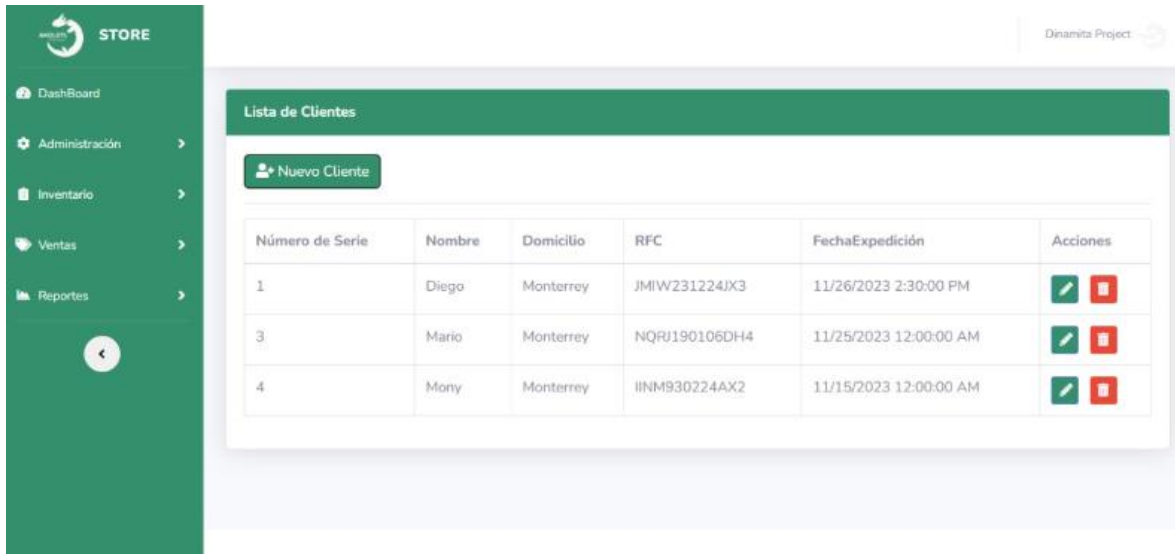 STORE
Dinamita Project
DashBoard
Administración
Inventario
Ventas
Reportes
Lista de Clientes
Nuevo Cliente
Número de Serie Nombre Domicilio RFC FechaExpedición Acciones
1 Diego Monterrey JMIW231224JX3 11/26/2023 2:30:00 PM
3 Mario Monterrey NQRJ190106DH4 11/25/2023 12:00:00 AM
4 Mony Monterrey IINM930224AX2 11/15/2023 12:00:00 AM